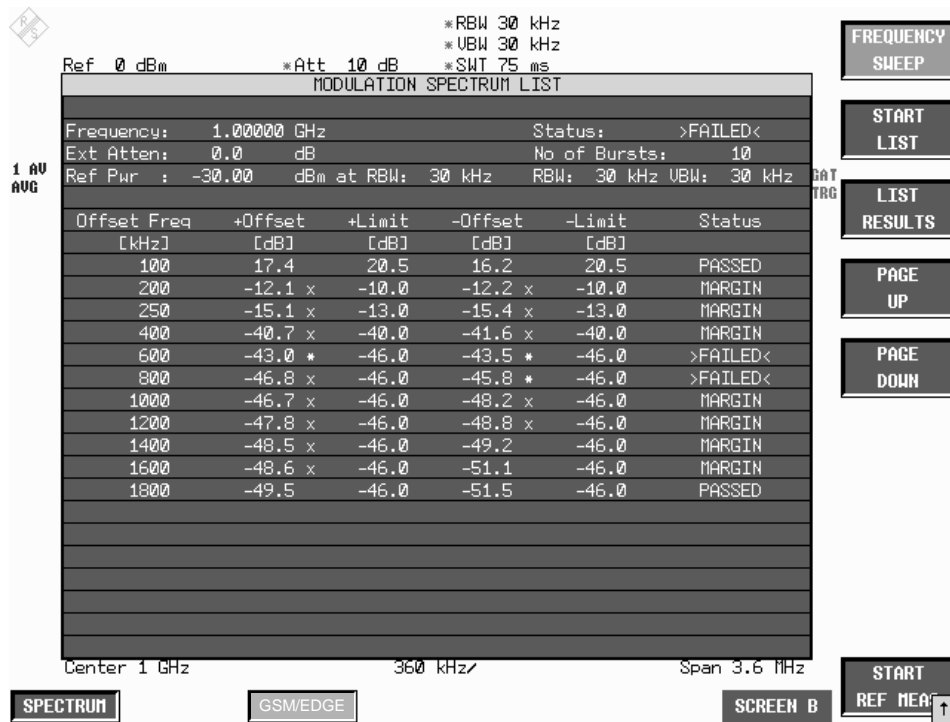 R S
*RBW 30 kHz
*VBW 30 kHz
Ref 0 dBm *Att 10 dB *SWT 75 ms
MODULATION SPECTRUM LIST
Frequency: 1.00000 GHz Status: >FAILED<
Ext Atten: 0.0 dB No of Bursts: 10
Ref Pwr : -30.00 dBm at RBW: 30 kHz RBW: 30 kHz VBW: 30 kHz
1 AV
AVG
GAT
TRG
Offset Freq +Offset +Limit -Offset -Limit Status
[kHz] [dB] [dB] [dB] [dB]
100 17.4 20.5 16.2 20.5 PASSED
200 -12.1 x -10.0 -12.2 x -10.0 MARGIN
250 -15.1 x -13.0 -15.4 x -13.0 MARGIN
400 -40.7 x -40.0 -41.6 x -40.0 MARGIN
600 -43.0 * -46.0 -43.5 * -46.0 >FAILED<
800 -46.8 x -46.0 -45.8 * -46.0 >FAILED<
1000 -46.7 x -46.0 -48.2 x -46.0 MARGIN
1200 -47.8 x -46.0 -48.8 x -46.0 MARGIN
1400 -48.5 x -46.0 -49.2 -46.0 MARGIN
1600 -48.6 x -46.0 -51.1 -46.0 MARGIN
1800 -49.5 -46.0 -51.5 -46.0 PASSED
Center 1 GHz 360 kHz/ Span 3.6 MHz
SPECTRUM GSM/EDGE SCREEN B
FREQUENCY
SWEEP
START
LIST
LIST
RESULTS
PAGE
UP
PAGE
DOWN
START
REF MEAS